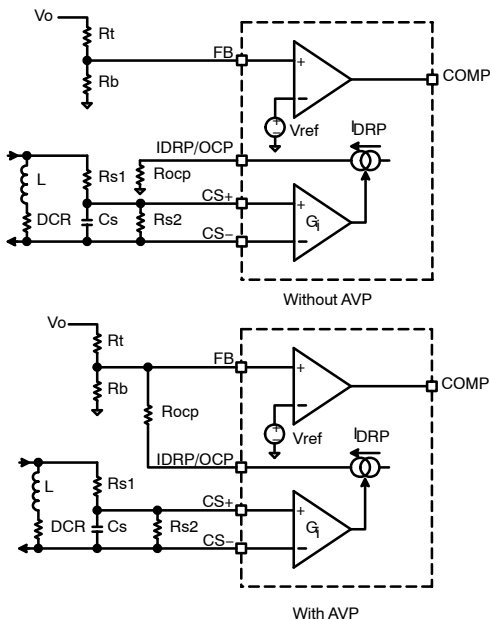 Vo
Rt
FB
Rb
COMP
Vref
IDRP/OCP
IDRP
Rs1
Rocp
L
CS+
DCR
Cs
Rs2
Gi
CS−
Without AVP
Vo
Rt
FB
Rb
COMP
Rocp
Vref
IDRP/OCP
IDRP
L
Rs1
CS+
DCR
Cs
Rs2
Gi
CS−
With AVP